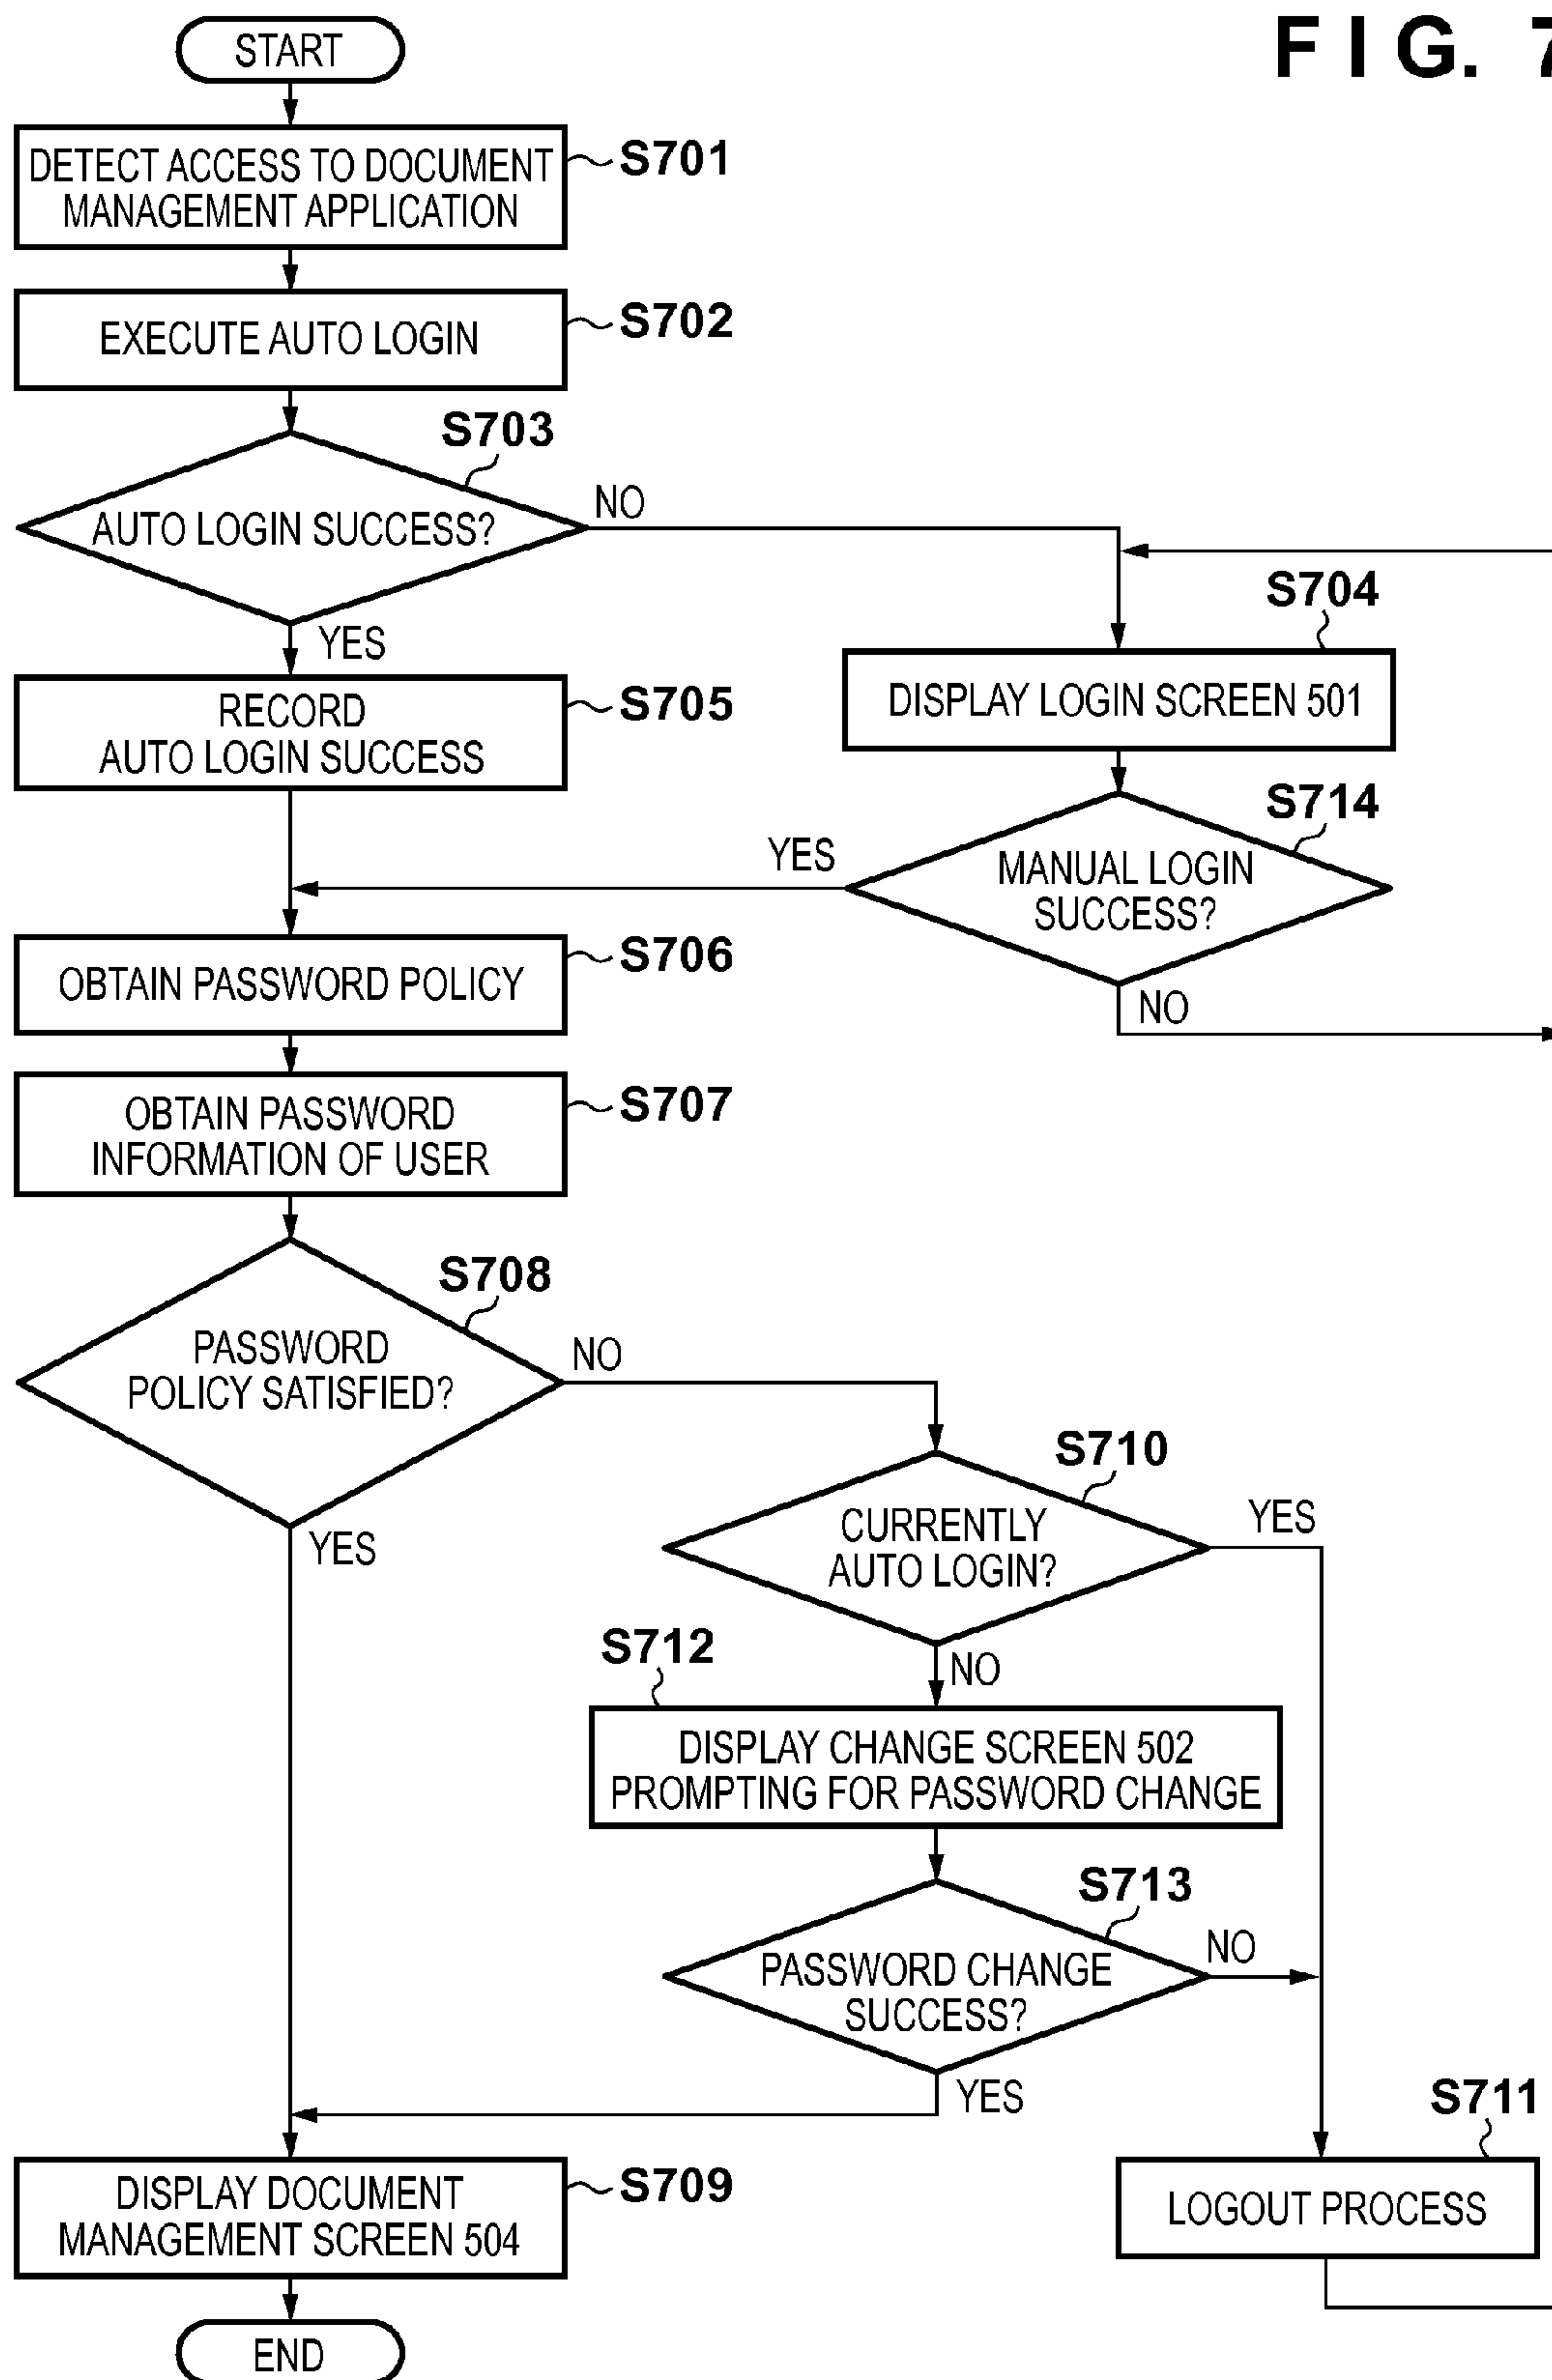 FIG. 7
START
DETECT ACCESS TO DOCUMENT
MANAGEMENT APPLICATION
S701
EXECUTE AUTO LOGIN
S702
S703
AUTO LOGIN SUCCESS?
NO
YES
S704
DISPLAY LOGIN SCREEN 501
RECORD
AUTO LOGIN SUCCESS
S705
S714
MANUAL LOGIN
SUCCESS?
YES
NO
OBTAIN PASSWORD POLICY
S706
OBTAIN PASSWORD
INFORMATION OF USER
S707
S708
PASSWORD
POLICY SATISFIED?
NO
YES
S710
CURRENTLY
AUTO LOGIN?
YES
NO
S712
DISPLAY CHANGE SCREEN 502
PROMPTING FOR PASSWORD CHANGE
S713
PASSWORD CHANGE
SUCCESS?
NO
YES
S711
LOGOUT PROCESS
DISPLAY DOCUMENT
MANAGEMENT SCREEN 504
S709
END